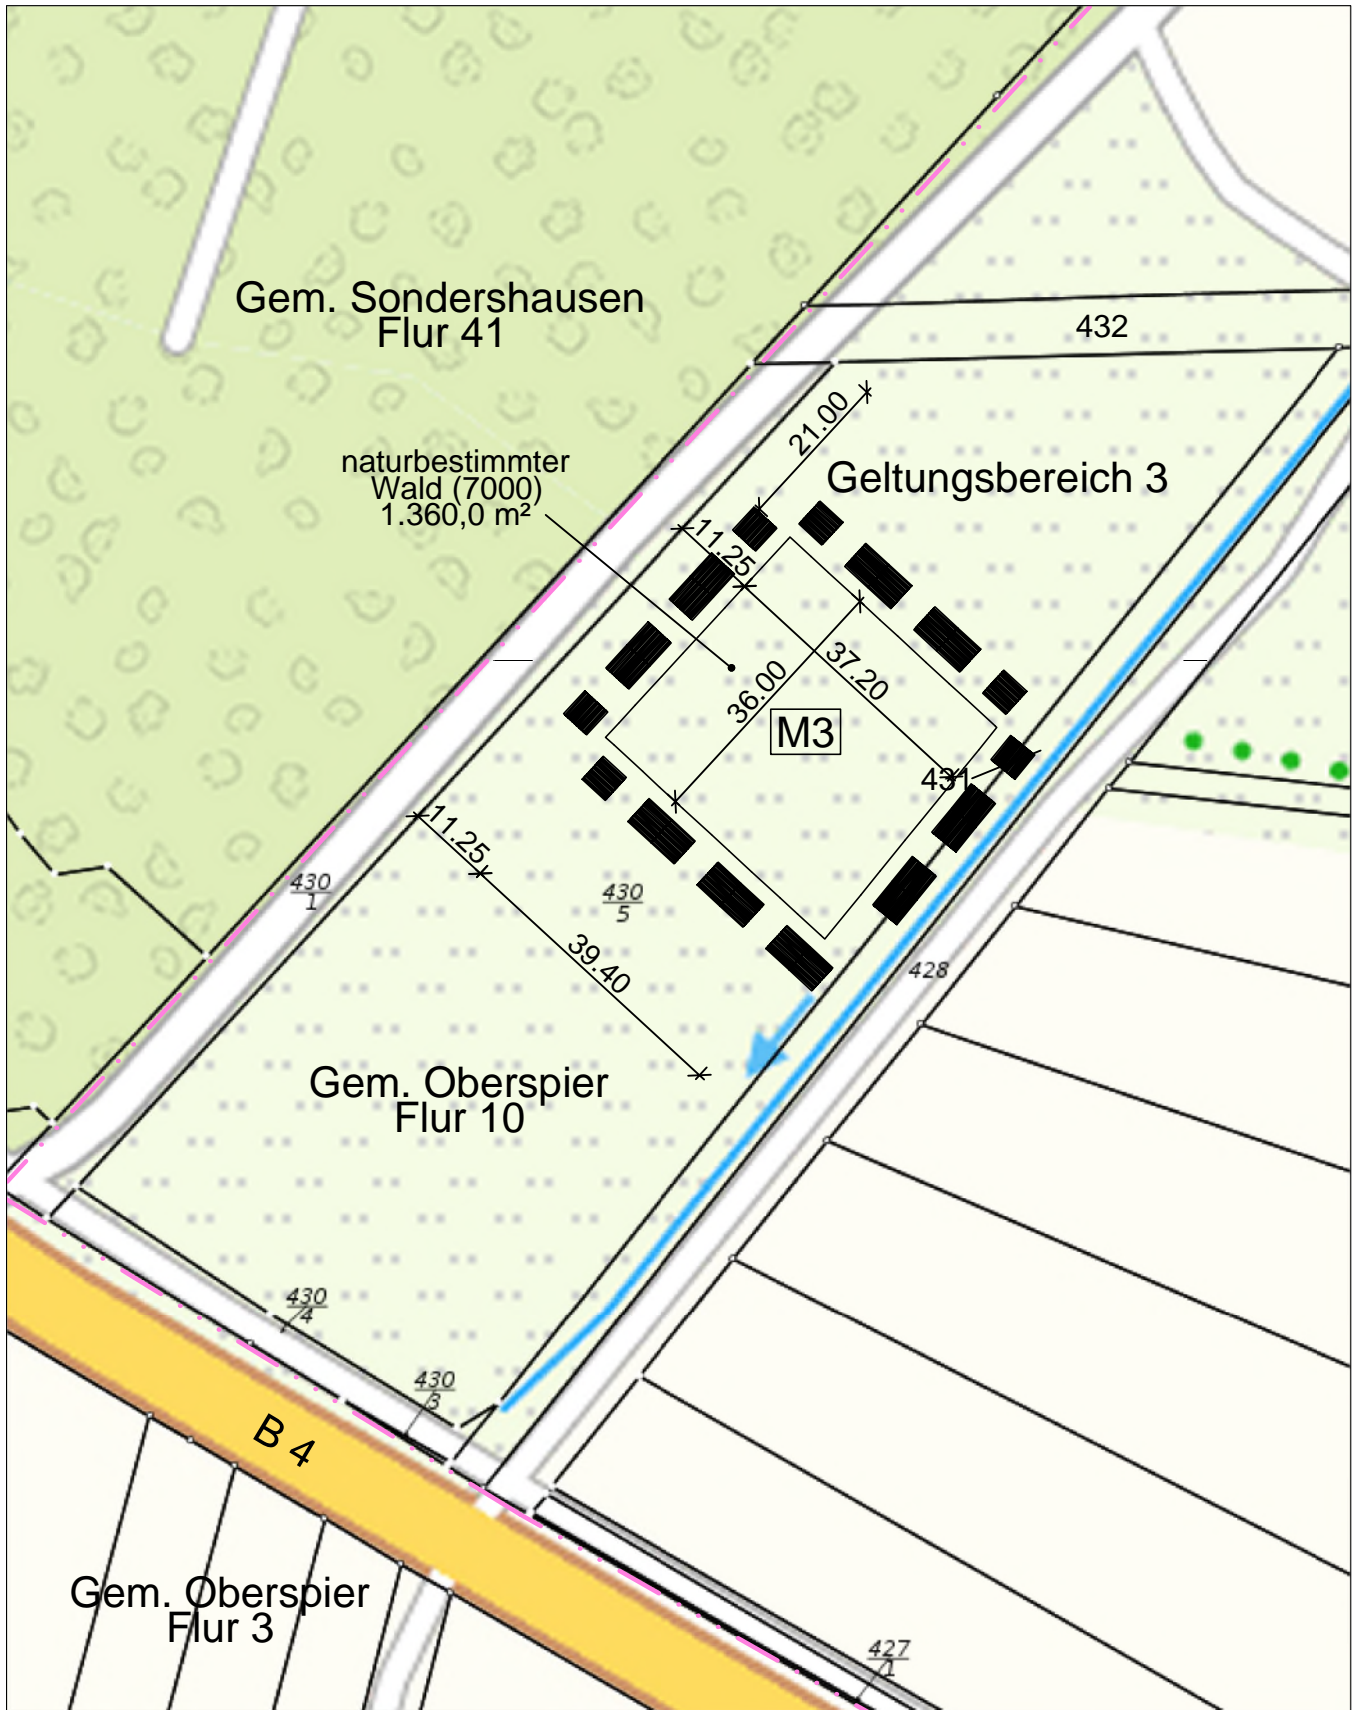 Gem. Sondershausen
Flur 41
432
21.00
naturbestimmter
Wald (7000)
1.360,0 m²
Geltungsbereich 3
11.25
37.20
36.00
M3
431
11.25
430
1
430
5
39.40
428
Gem. Oberspier
Flur 10
430
4
430
3
B 4
Gem. Oberspier
Flur 3
427
1